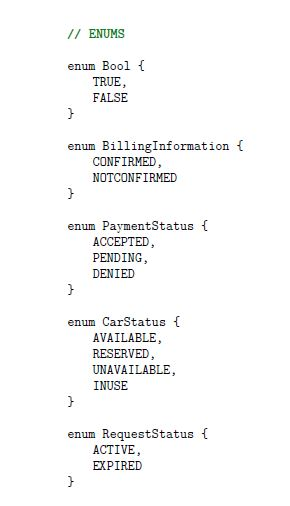 // ENUMS
enum Bool {
TRUE,
FALSE
}
enum BillingInformation {
CONFIRMED,
NOTCONFIRMED
}
enum PaymentStatus {
ACCEPTED,
PENDING,
DENIED
}
enum CarStatus {
AVAILABLE,
RESERVED,
UNAVAILABLE,
INUSE
}
enum RequestStatus {
ACTIVE,
EXPIRED
}